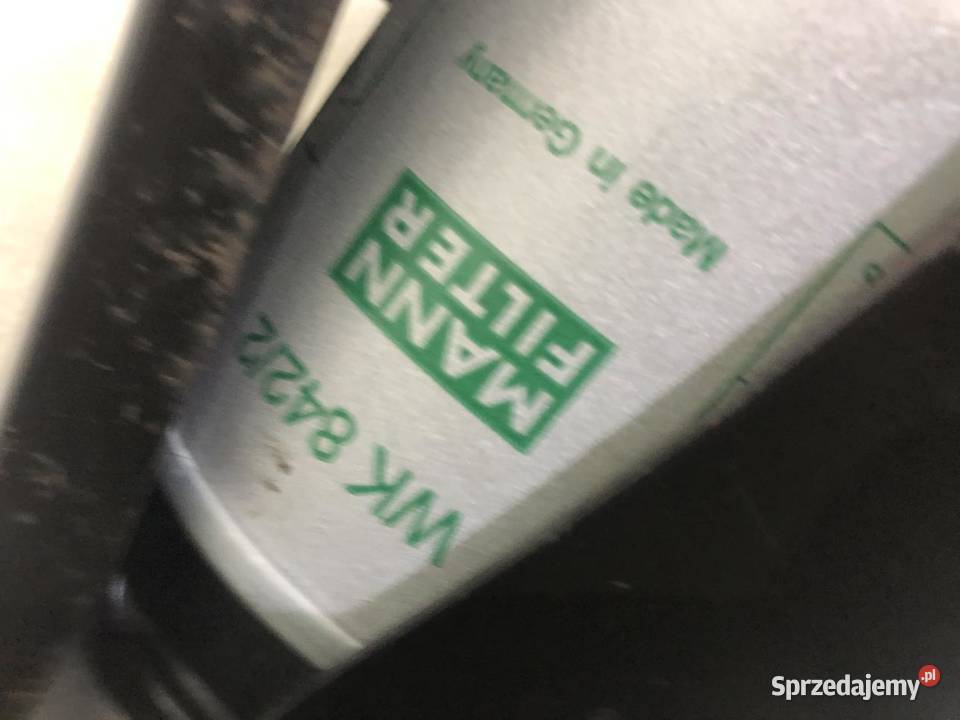 Made in Germany
MANN
FILTER
WK 842/2
Sprzedajemy.pl